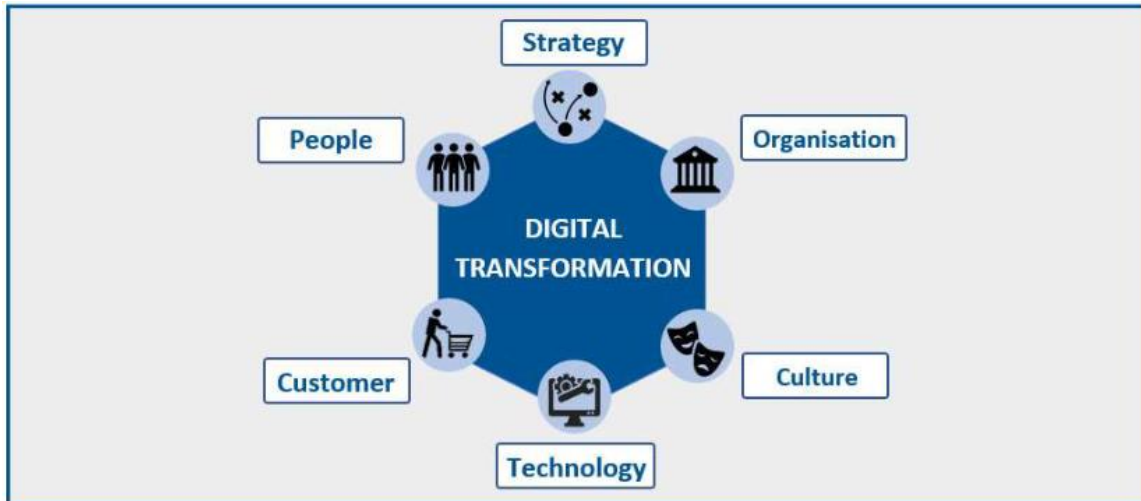 Strategy
People
Organisation
DIGITAL
TRANSFORMATION
Customer
Culture
Technology